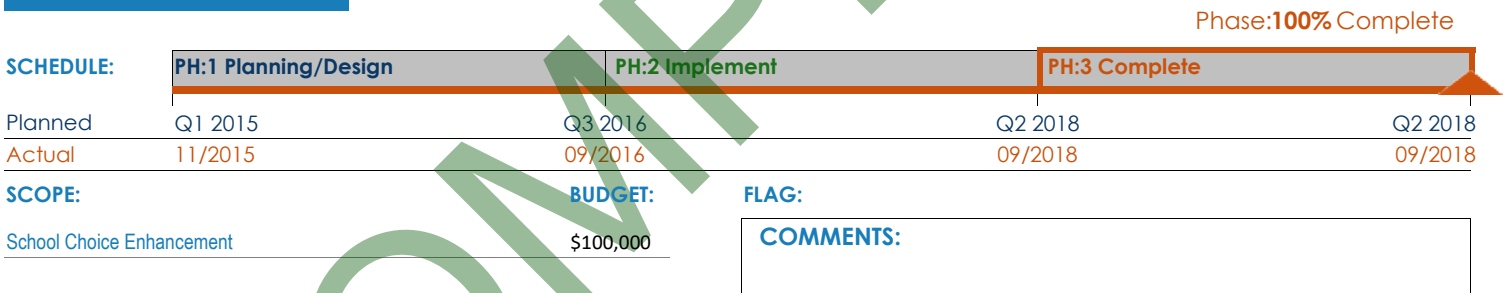 Phase:100% Complete
SCHEDULE: PH:1 Planning/Design PH:2 Implement PH:3 Complete
Planned Q1 2015 Q3 2016 Q2 2018 Q2 2018
Actual 11/2015 09/2016 09/2018 09/2018
SCOPE: BUDGET: FLAG:
School Choice Enhancement $100,000
COMMENTS: